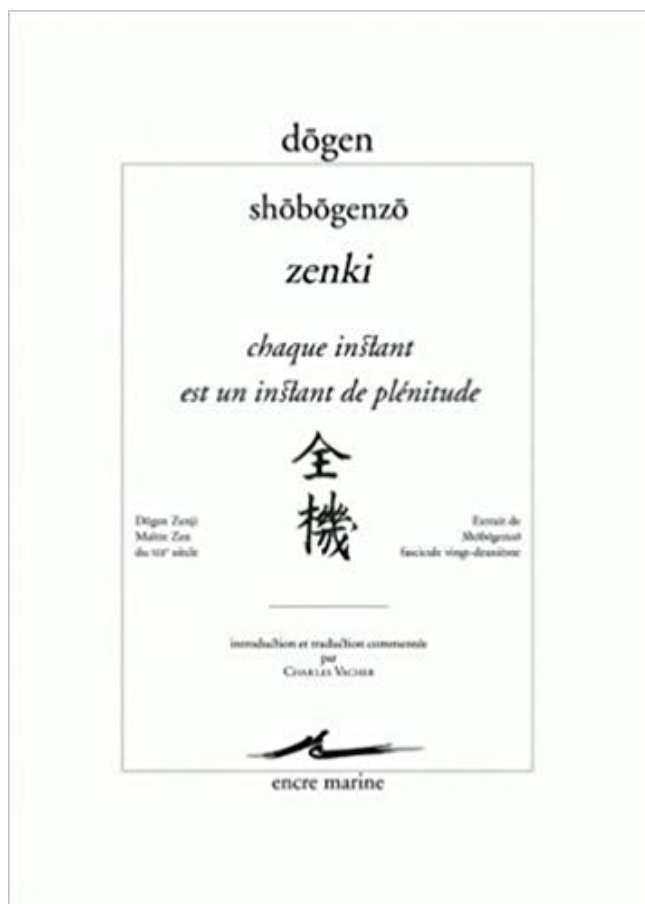 dōgen
shōbōgenzō
zenki
chaque instant
est un instant de plénitude
全
機
Dōgen Zenji
Maître Zen
du XIIIe siècle
Extrait de
Shōbōgenzō
fascicule vingt-deuxième
introduction et traduction commentée
par
CHARLES VACHER
encre marine